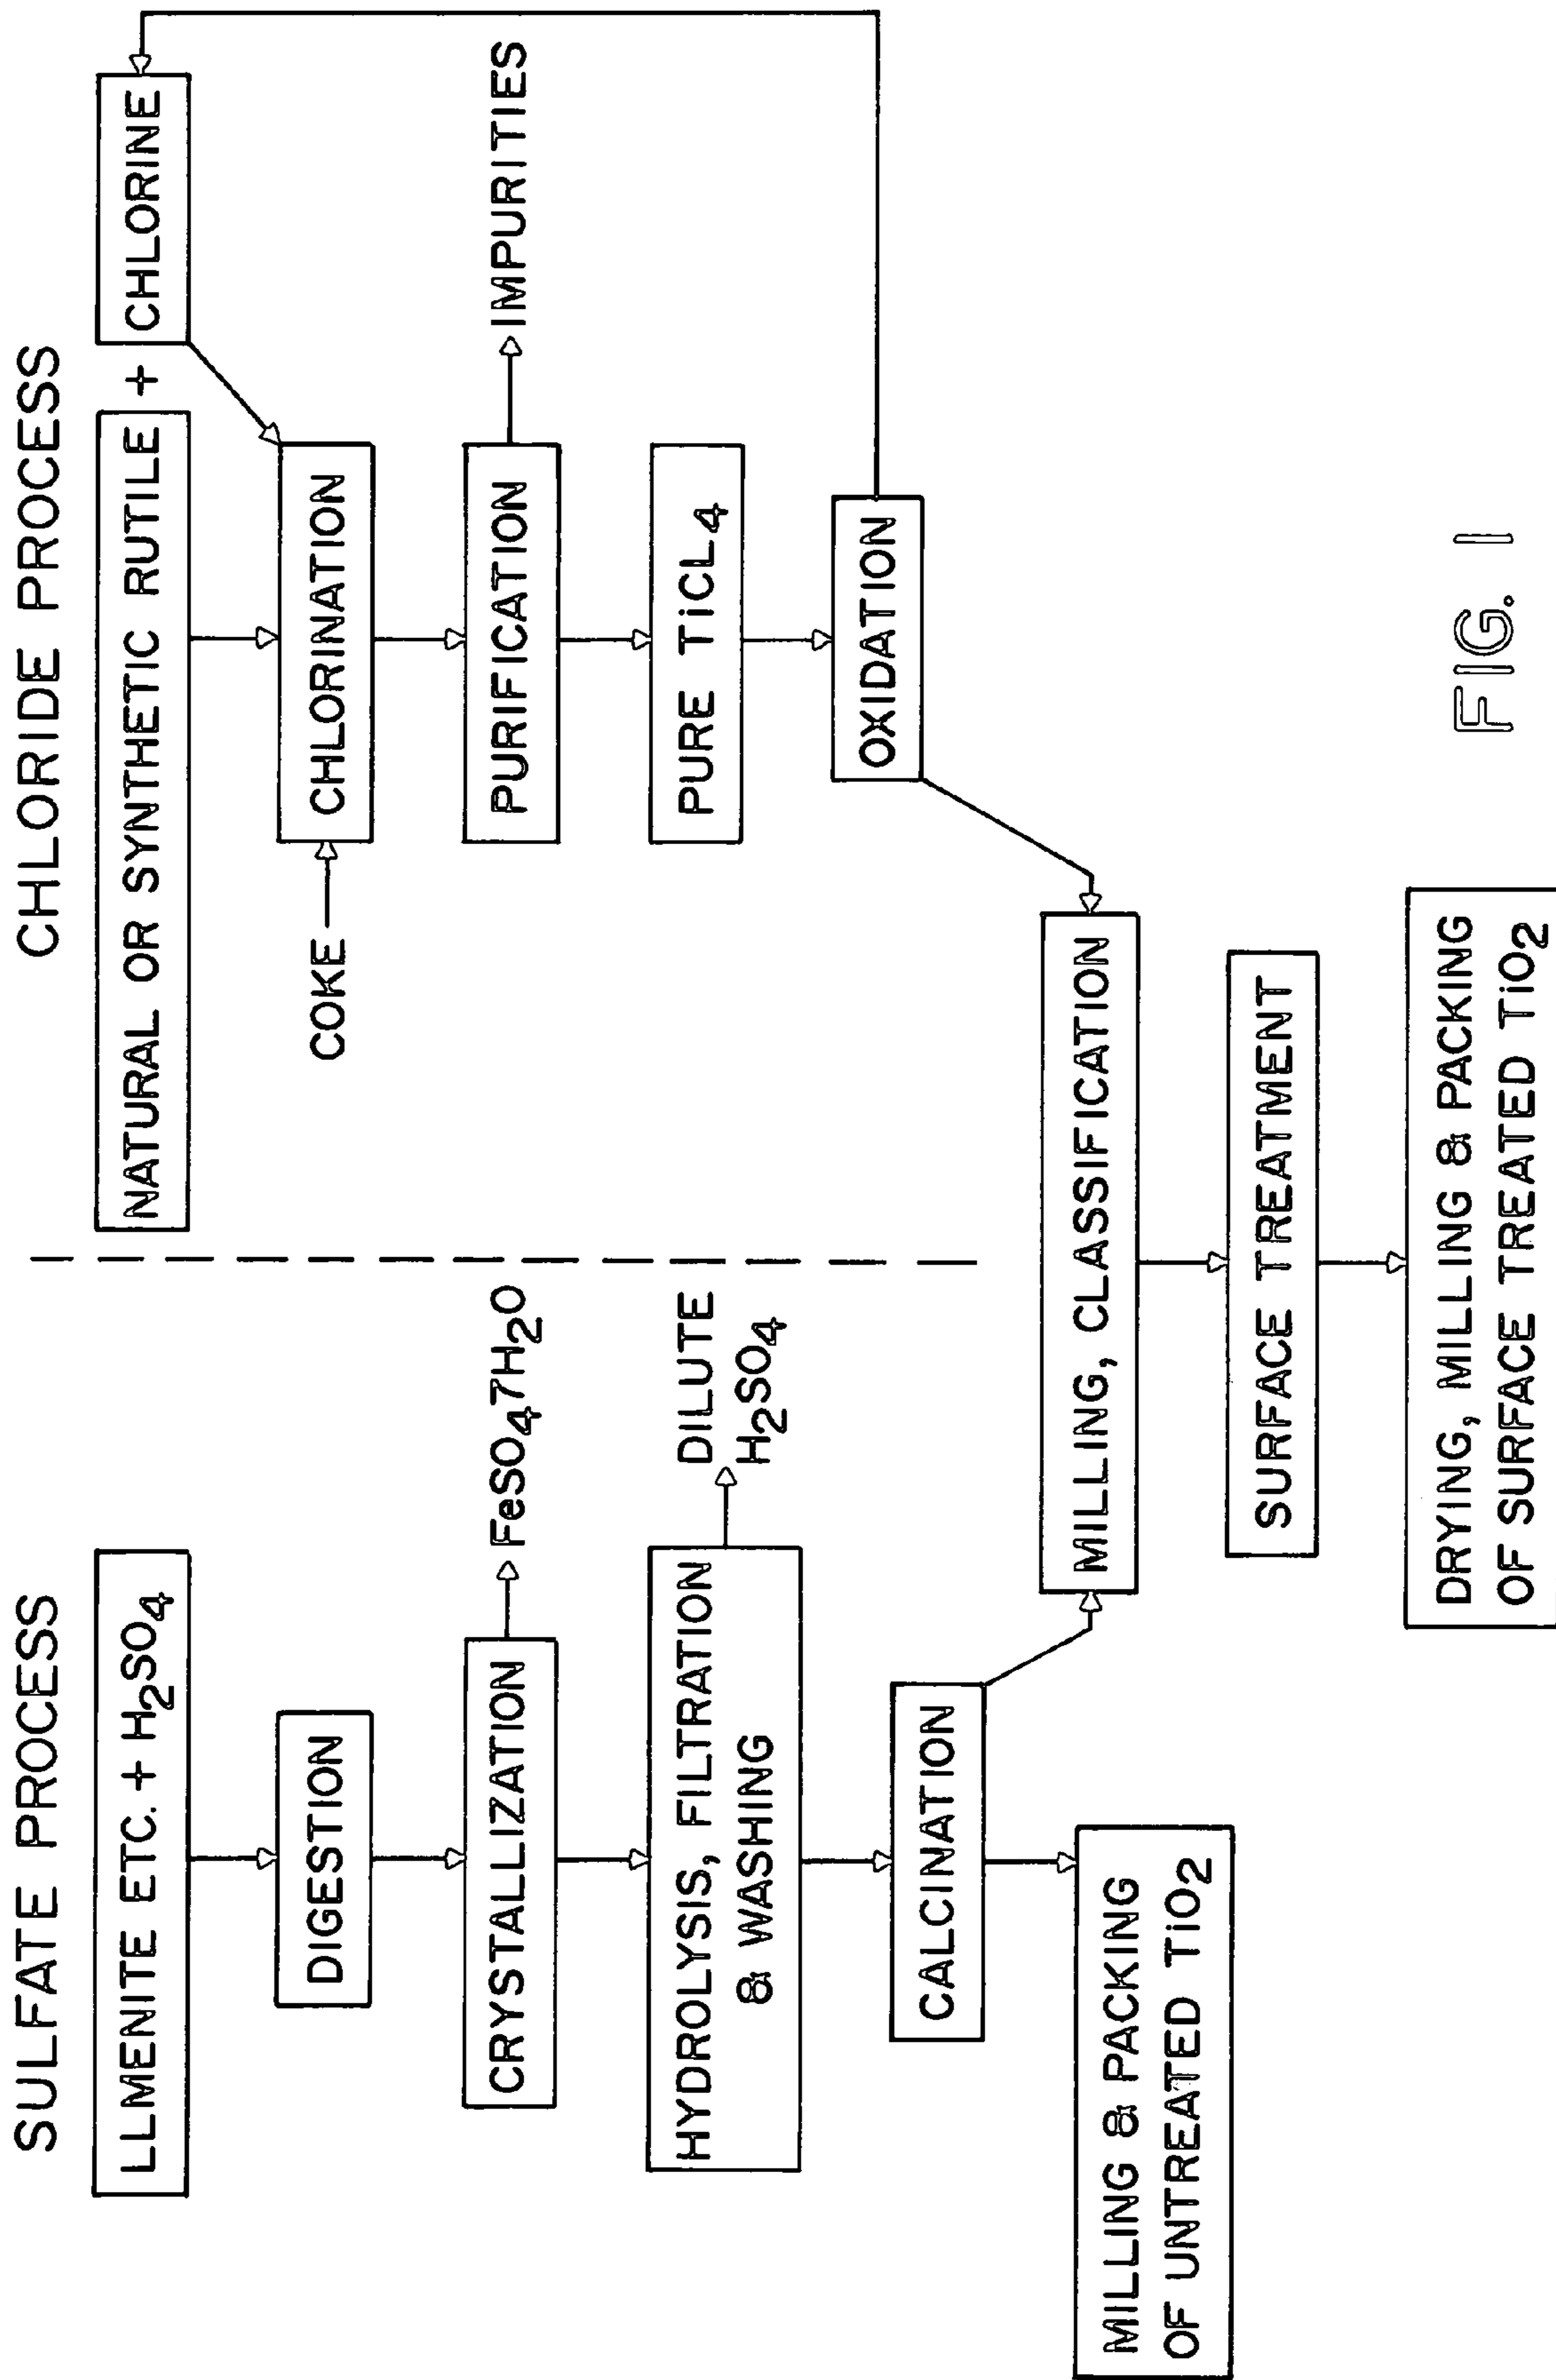 SULFATE PROCESS
LLMENITE ETC. + H2SO4
DIGESTION
CRYSTALLIZATION
FeSO47H2O
HYDROLYSIS, FILTRATION
& WASHING
DILUTE
H2SO4
CALCINATION
MILLING & PACKING
OF UNTREATED TiO2
CHLORIDE PROCESS
NATURAL OR SYNTHETIC RUTILE + CHLORINE
COKE
CHLORINATION
PURIFICATION
IMPURITIES
PURE TiCL4
OXIDATION
MILLING, CLASSIFICATION
SURFACE TREATMENT
DRYING, MILLING & PACKING
OF SURFACE TREATED TiO2
FIG. 1